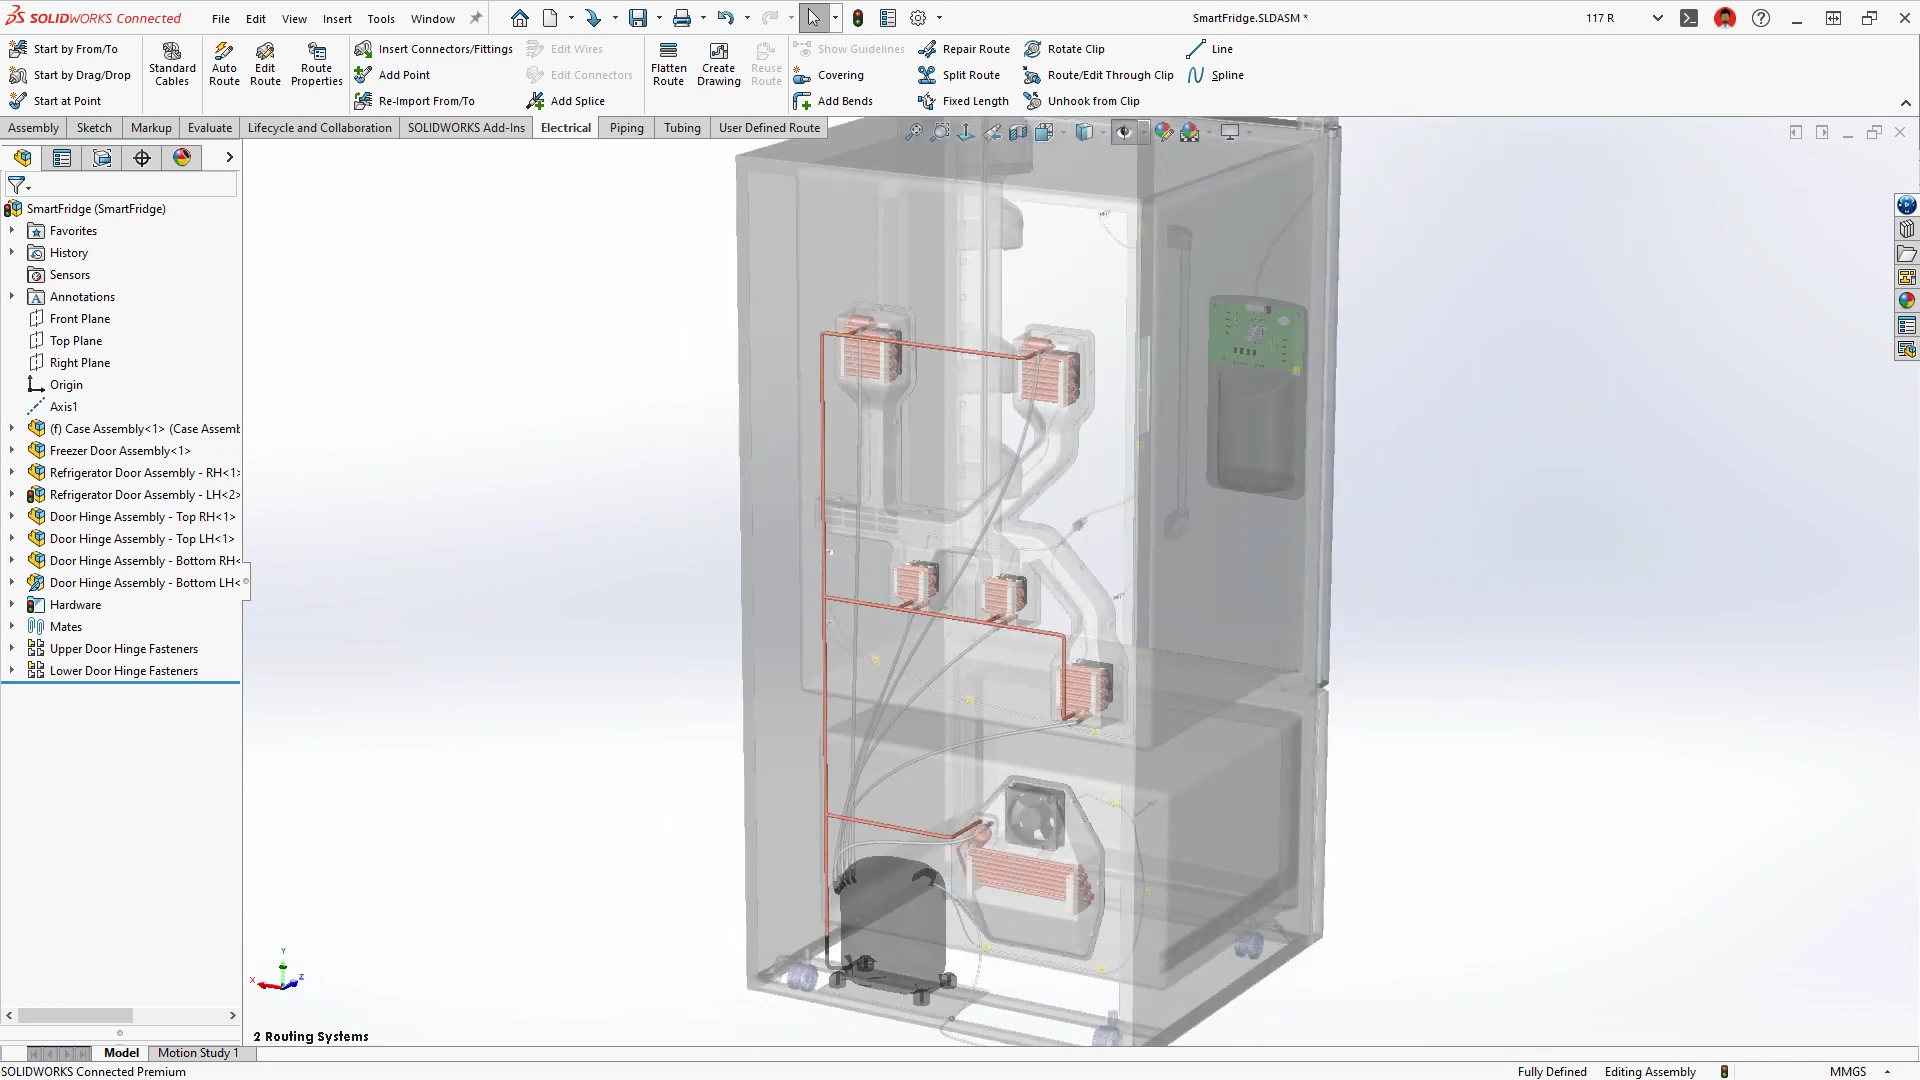 SOLIDWORKS Connected
File Edit View Insert Tools Window
SmartFridge.SLDASM *
117 R
Start by From/To
Start by Drag/Drop
Start at Point
Standard Cables
Auto Route
Edit Route
Route Properties
Insert Connectors/Fittings
Add Point
Re-Import From/To
Edit Wires
Edit Connectors
Add Splice
Flatten Route
Create Drawing
Reuse Route
Show Guidelines
Covering
Add Bends
Repair Route
Split Route
Fixed Length
Rotate Clip
Route/Edit Through Clip
Unhook from Clip
Line
Spline
Assembly Sketch Markup Evaluate Lifecycle and Collaboration SOLIDWORKS Add-Ins Electrical Piping Tubing User Defined Route
SmartFridge (SmartFridge)
Favorites
History
Sensors
Annotations
Front Plane
Top Plane
Right Plane
Origin
Axis1
(f) Case Assembly<1> (Case Assemb
Freezer Door Assembly<1>
Refrigerator Door Assembly - RH<1>
Refrigerator Door Assembly - LH<2>
Door Hinge Assembly - Top RH<1>
Door Hinge Assembly - Top LH<1>
Door Hinge Assembly - Bottom RH<
Door Hinge Assembly - Bottom LH<
Hardware
Mates
Upper Door Hinge Fasteners
Lower Door Hinge Fasteners
Y
X
Z
2 Routing Systems
Model Motion Study 1
SOLIDWORKS Connected Premium
Fully Defined Editing Assembly MMGS